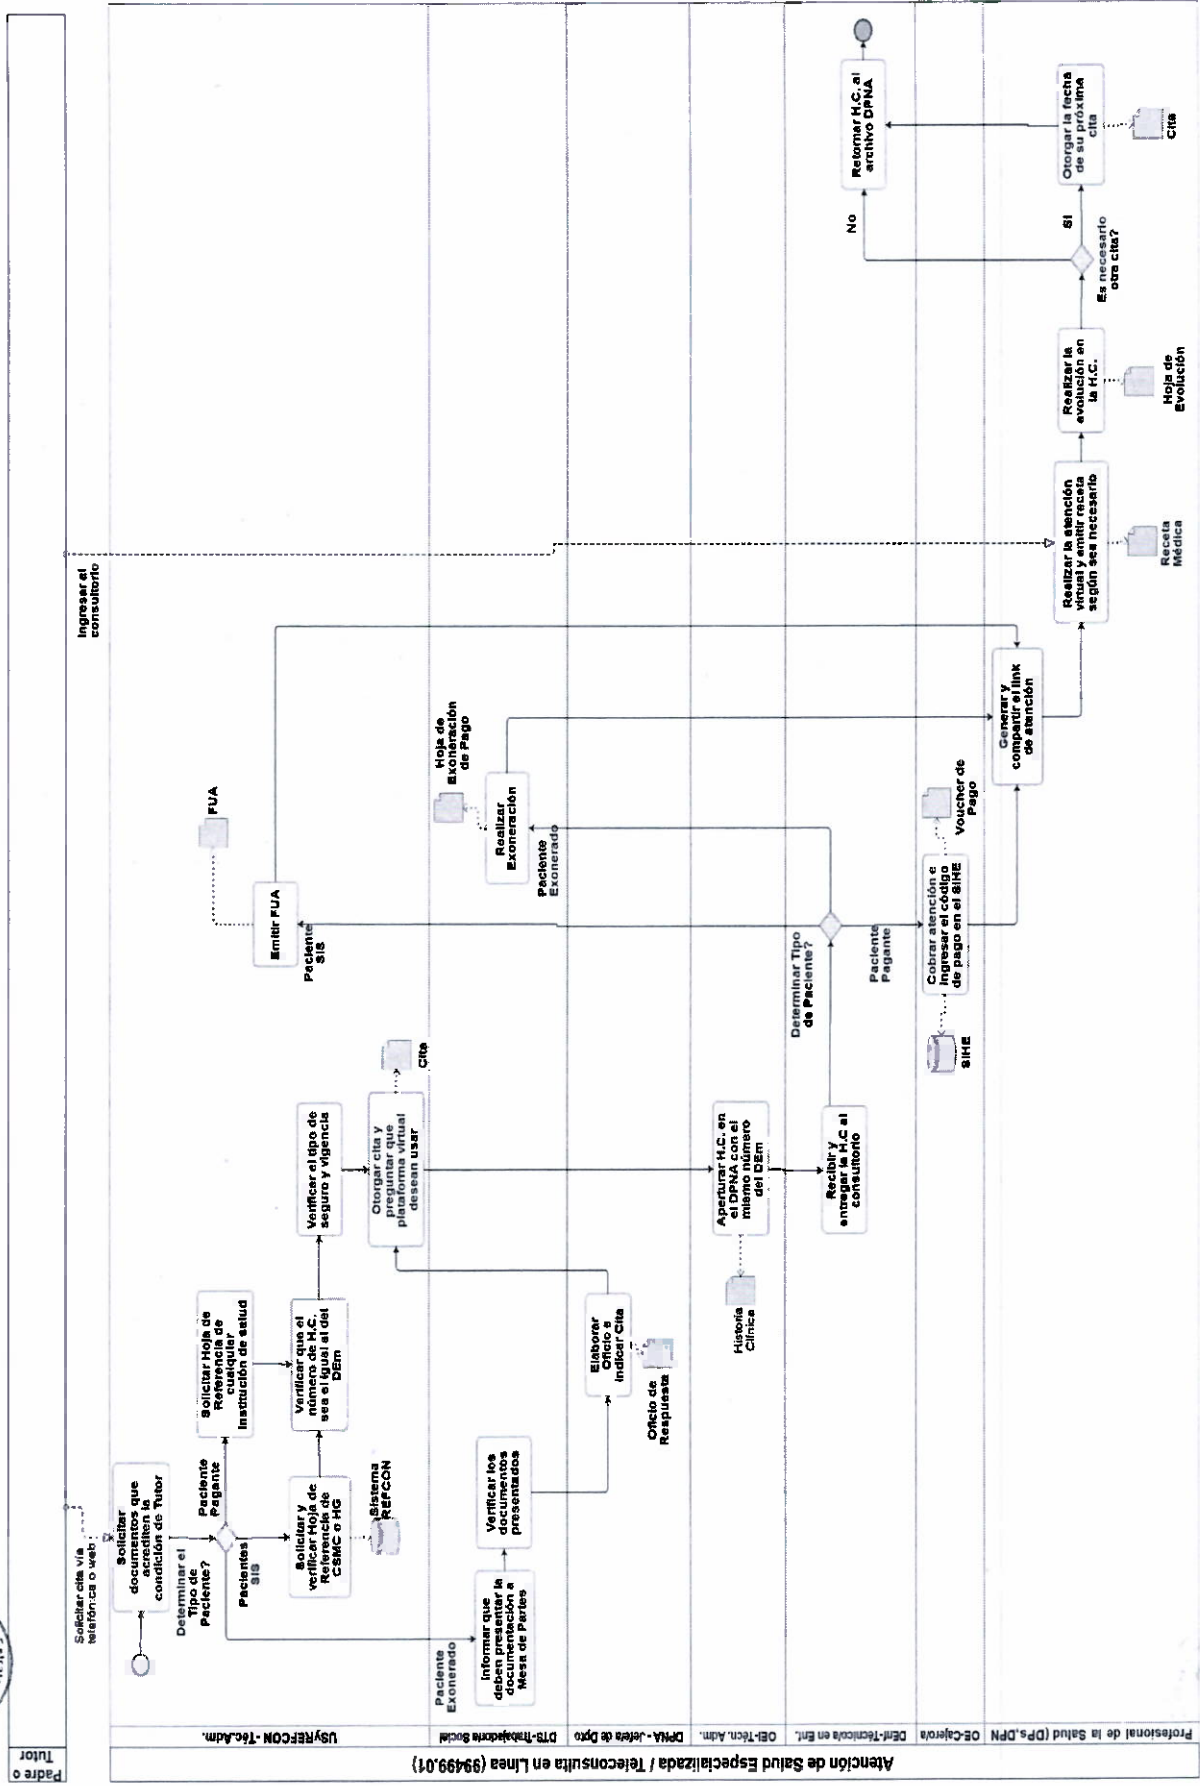 Padre o
Tutor
Solicitar cita via
telefónica o web
Ingresar al
consultorio
Atención de Salud Especializada / Teleconsulta en Línea (99499.01)
USyREFCON - Téc.Adm.
Solicitar
documentos que
acrediten la
condición de Tutor
Determinar el
Tipo de
Paciente?
Paciente
Pagante
Solicitar Hoja de
Referencia de
cualquier
Institución de salud
Pacientes
SIS
Solicitar y
verificar Hoja de
Referencia de
CSMC o HG
Sistema
REFCON
Verificar que el
número de H.C.
sea el igual al del
DEm
Verificar el tipo de
seguro y vigencia
Otorgar cita y
preguntar que
plataforma virtual
desean usar
Cita
Paciente
SIS
Emitir FUA
FUA
DTS-Trabajadora Social
Paciente
Exonerado
Informar que
deben presentar la
documentación a
Mesa de Partes
Verificar los
documentos
presentados
Paciente
Exonerado
Realizar
Exoneración
Hoja de
Exoneración
de Pago
DPNA - Jefera de Dpto
Elaborar
Oficio e
Indicar Cita
Oficio de
Respuesta
OEI-Técn. Adm.
Aperturar H.C. en
el DPNA con el
mismo número
del DEm
Historia
Clínica
DEnf-Técnico/a en Enf.
Recibir y
entregar la H.C al
consultorio
Determinar Tipo
de Paciente?
Paciente
Pagante
Retornar H.C. al
archivo DPNA
No
OE-Cajero/a
Cobrar atención e
ingresar el código
de pago en el SIHE
SIHE
Voucher de
Pago
Profesional de la Salud (DPs,DPN
Generar y
compartir el link
de atención
Realizar la atención
virtual y emitir receta
según sea necesario
Receta
Médica
Realizar la
evolución en
la H.C.
Hoja de
Evolución
Es necesario
otra cita?
SI
Otorgar la fecha
de su próxima
cita
Cita